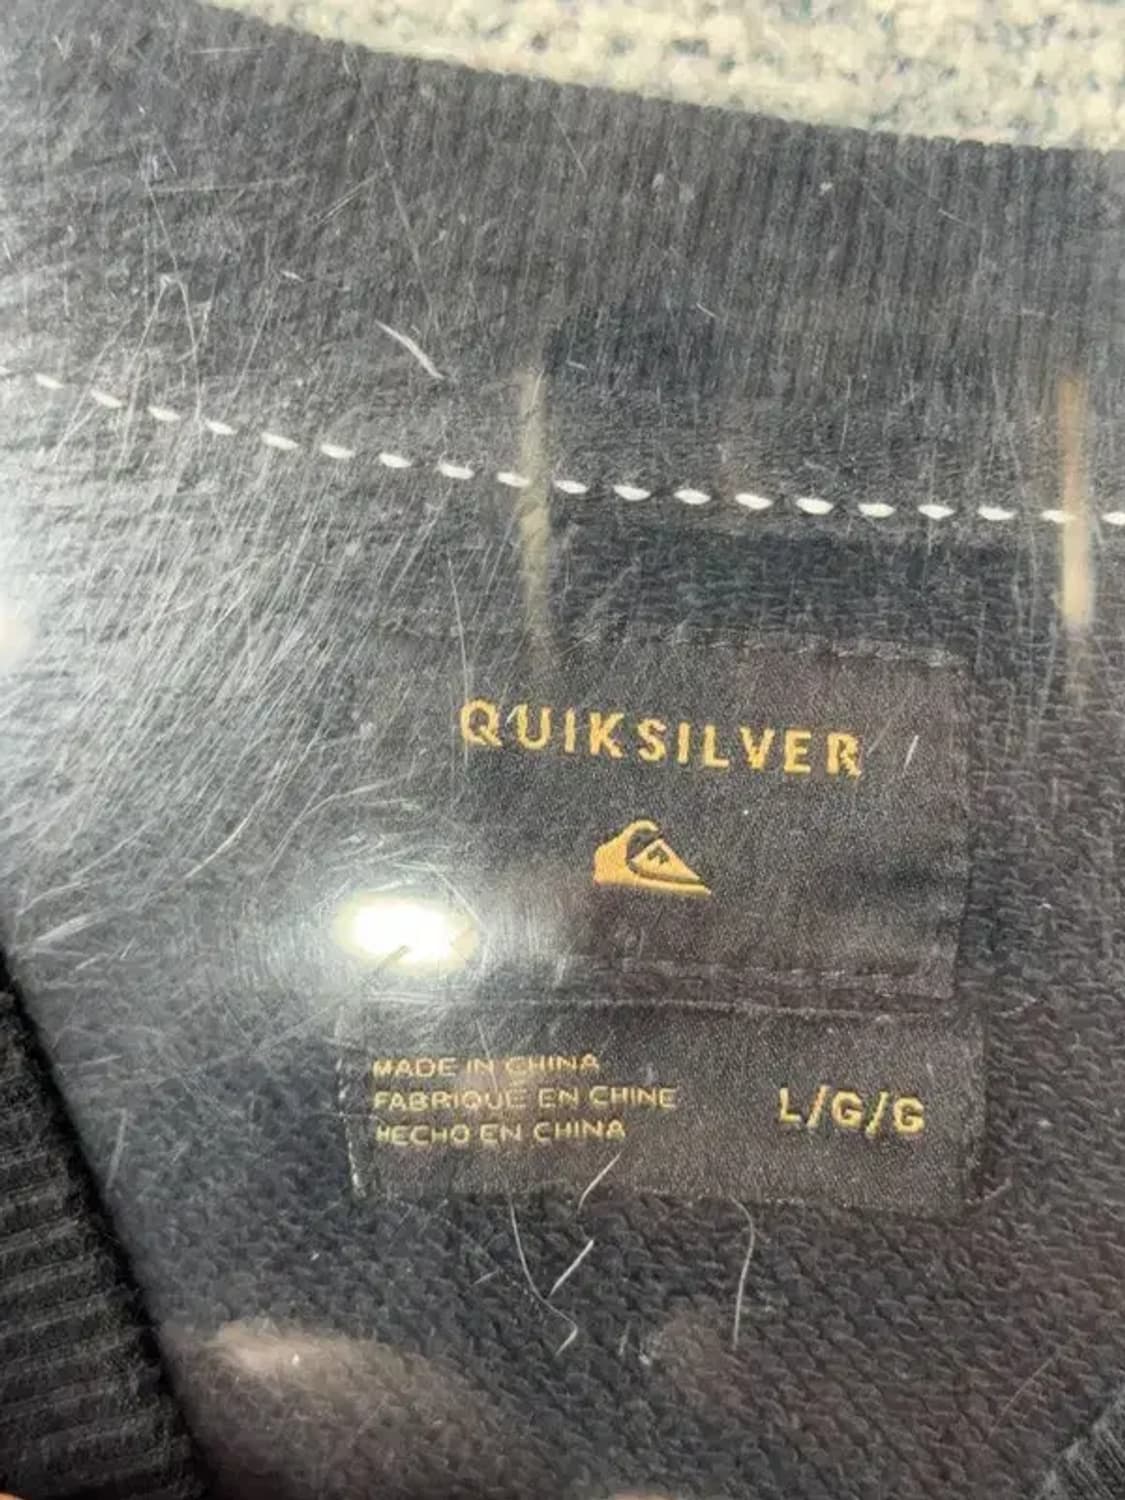 QUIKSILVER
MADE IN CHINA
FABRIQUE EN CHINE
HECHO EN CHINA
L/G/G